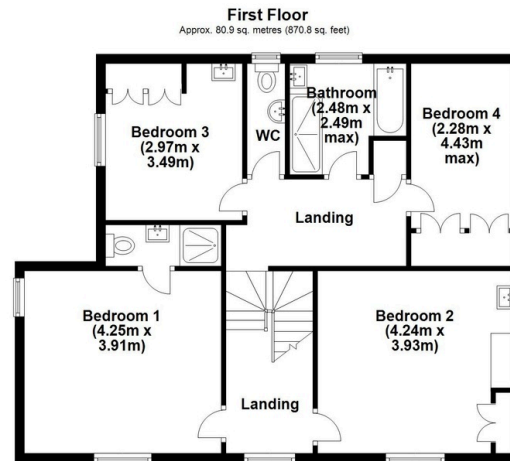 First Floor
Approx. 80.9 sq. metres (870.8 sq. feet)
Bathroom
(2.48m x
2.49m
max)
Bedroom 4
(2.28m x
4.43m
max)
Bedroom 3
(2.97m x
3.49m)
WC
Landing
Bedroom 1
(4.25m x
3.91m)
Bedroom 2
(4.24m x
3.93m)
Landing